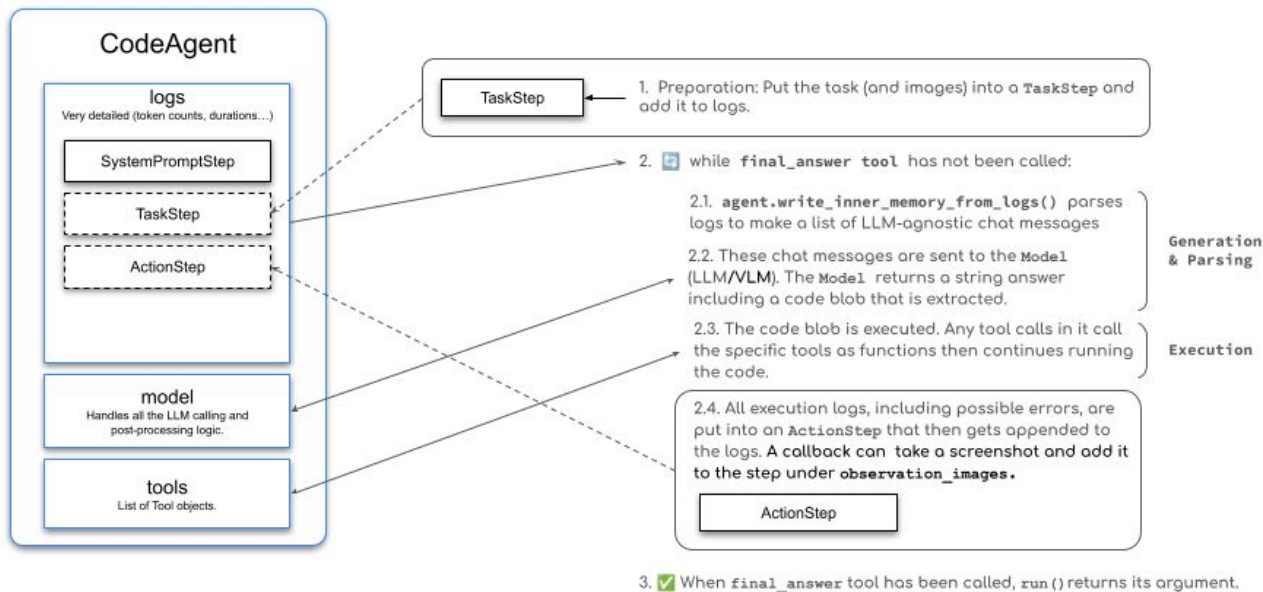 CodeAgent
logs
Very detailed (token counts, durations…)
SystemPromptStep
TaskStep
ActionStep
model
Handles all the LLM calling and
post-processing logic.
tools
List of Tool objects.
TaskStep
1. Preparation: Put the task (and images) into a TaskStep and
add it to logs.
2. 🔄 while final_answer tool has not been called:
2.1. agent.write_inner_memory_from_logs() parses
logs to make a list of LLM-agnostic chat messages
2.2. These chat messages are sent to the Model
(LLM/VLM). The Model returns a string answer
including a code blob that is extracted.
Generation
& Parsing
2.3. The code blob is executed. Any tool calls in it call
the specific tools as functions then continues running
the code.
Execution
2.4. All execution logs, including possible errors, are
put into an ActionStep that then gets appended to
the logs. A callback can take a screenshot and add it
to the step under observation_images.
ActionStep
3. ✅ When final_answer tool has been called, run() returns its argument.